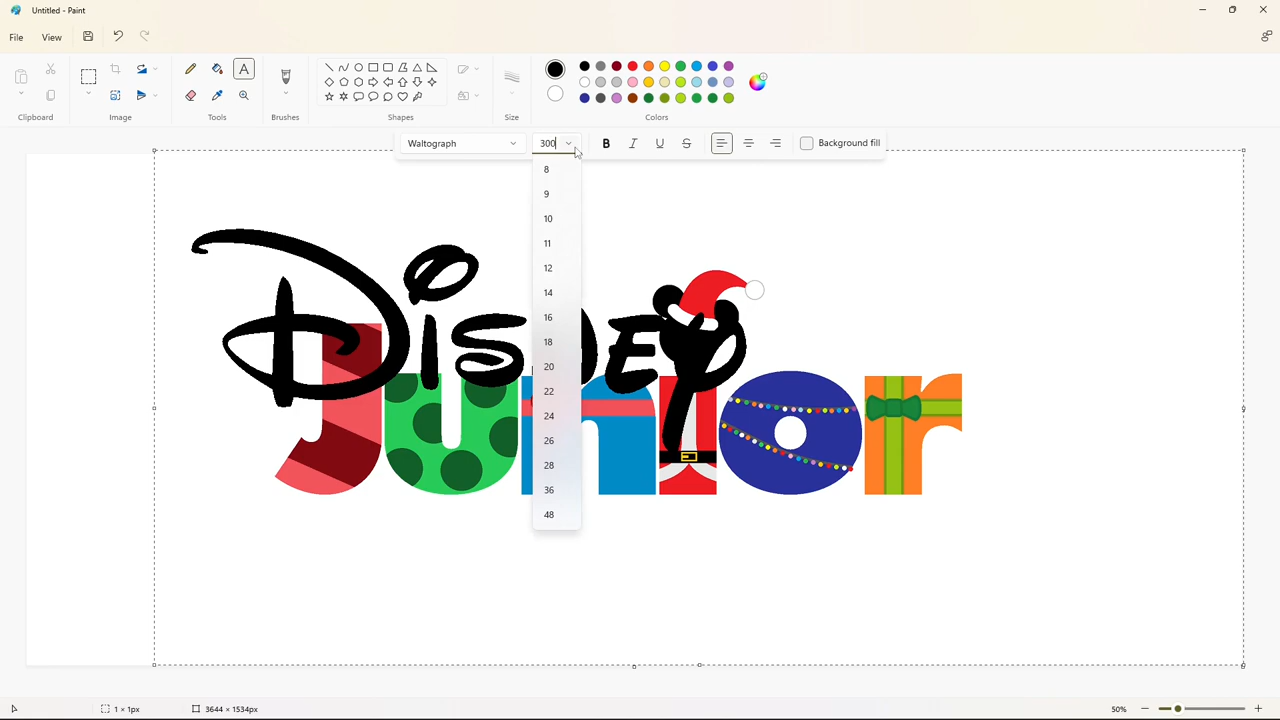 Untitled - Paint
File View
Clipboard Image Tools Brushes Shapes Size Colors
Waltograph 300 B I U S Background fill
8
9
10
11
12
14
16
18
20
22
24
26
28
36
48
Disney
Junior
1 × 1px 3644 × 1534px 50%